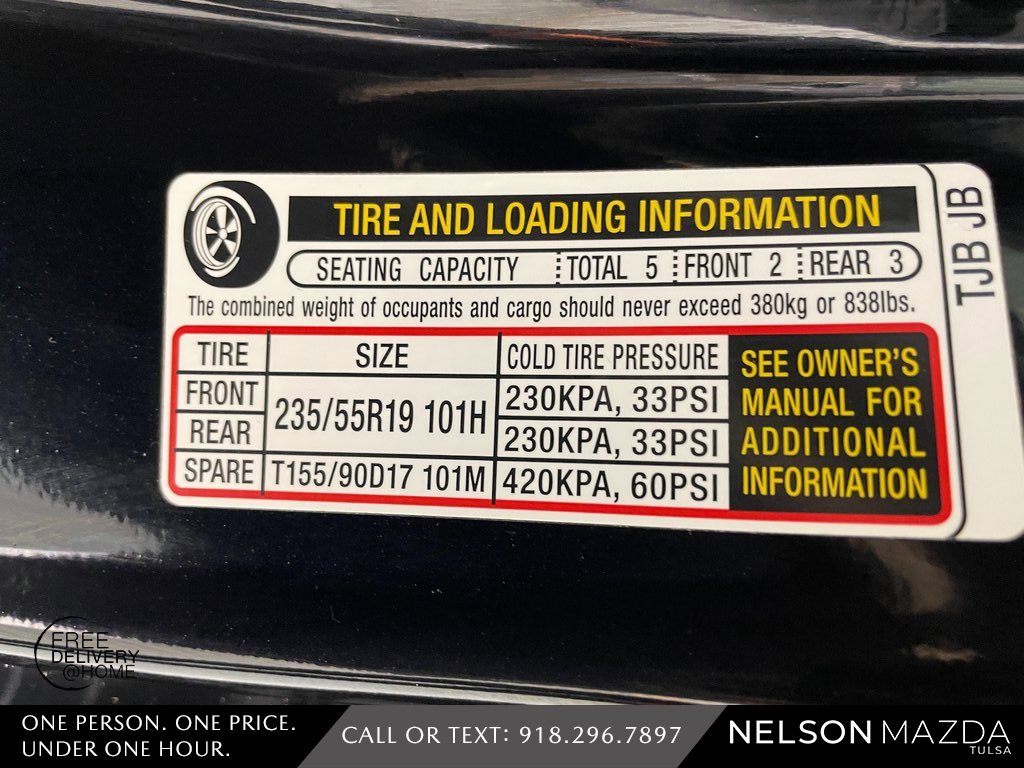 TIRE AND LOADING INFORMATION
SEATING CAPACITY TOTAL 5 FRONT 2 REAR 3
The combined weight of occupants and cargo should never exceed 380kg or 838lbs.
TIRE SIZE COLD TIRE PRESSURE
FRONT 235/55R19 101H 230KPA, 33PSI
REAR 230KPA, 33PSI
SPARE T155/90D17 101M 420KPA, 60PSI
SEE OWNER'S
MANUAL FOR
ADDITIONAL
INFORMATION
TJB JB
FREE
DELIVERY
@HOME
ONE PERSON. ONE PRICE.
UNDER ONE HOUR.
CALL OR TEXT: 918.296.7897
NELSON MAZDA
TULSA